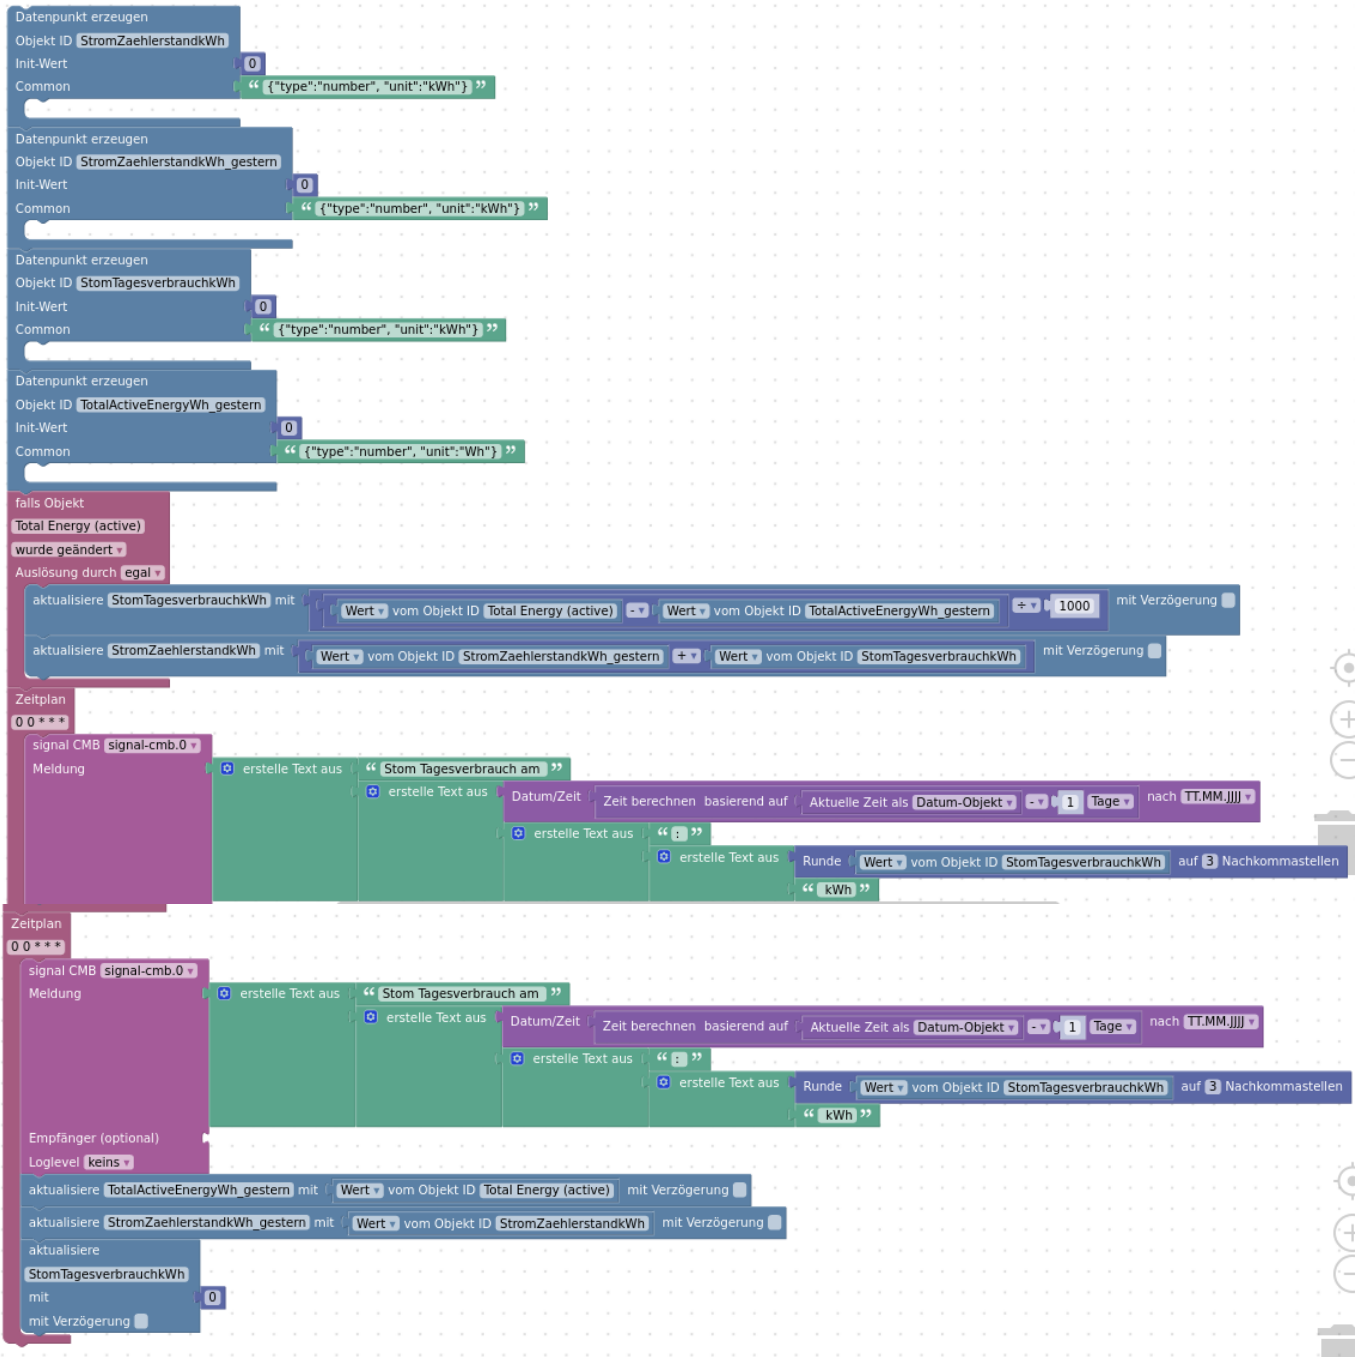 Datenpunkt erzeugen
Objekt ID StromZaehlerstandkWh
Init-Wert 0
Common “ {"type":"number", "unit":"kWh"} ”
Datenpunkt erzeugen
Objekt ID StromZaehlerstandkWh_gestern
Init-Wert 0
Common “ {"type":"number", "unit":"kWh"} ”
Datenpunkt erzeugen
Objekt ID StomTagesverbrauchkWh
Init-Wert 0
Common “ {"type":"number", "unit":"kWh"} ”
Datenpunkt erzeugen
Objekt ID TotalActiveEnergyWh_gestern
Init-Wert 0
Common “ {"type":"number", "unit":"Wh"} ”
falls Objekt
Total Energy (active)
wurde geändert
Auslösung durch egal
aktualisiere StomTagesverbrauchkWh mit Wert vom Objekt ID Total Energy (active) - Wert vom Objekt ID TotalActiveEnergyWh_gestern ÷ 1000 mit Verzögerung
aktualisiere StromZaehlerstandkWh mit Wert vom Objekt ID StromZaehlerstandkWh_gestern + Wert vom Objekt ID StomTagesverbrauchkWh mit Verzögerung
Zeitplan
0 0 * * *
signal CMB signal-cmb.0
Meldung erstelle Text aus “ Stom Tagesverbrauch am ”
erstelle Text aus Datum/Zeit Zeit berechnen basierend auf Aktuelle Zeit als Datum-Objekt - 1 Tage nach TT.MM.JJJJ
erstelle Text aus “ : ”
erstelle Text aus Runde Wert vom Objekt ID StomTagesverbrauchkWh auf 3 Nachkommastellen
“ kWh ”
Zeitplan
0 0 * * *
signal CMB signal-cmb.0
Meldung erstelle Text aus “ Stom Tagesverbrauch am ”
erstelle Text aus Datum/Zeit Zeit berechnen basierend auf Aktuelle Zeit als Datum-Objekt - 1 Tage nach TT.MM.JJJJ
erstelle Text aus “ : ”
erstelle Text aus Runde Wert vom Objekt ID StomTagesverbrauchkWh auf 3 Nachkommastellen
“ kWh ”
Empfänger (optional)
Loglevel keins
aktualisiere TotalActiveEnergyWh_gestern mit Wert vom Objekt ID Total Energy (active) mit Verzögerung
aktualisiere StromZaehlerstandkWh_gestern mit Wert vom Objekt ID StromZaehlerstandkWh mit Verzögerung
aktualisiere
StomTagesverbrauchkWh
mit 0
mit Verzögerung